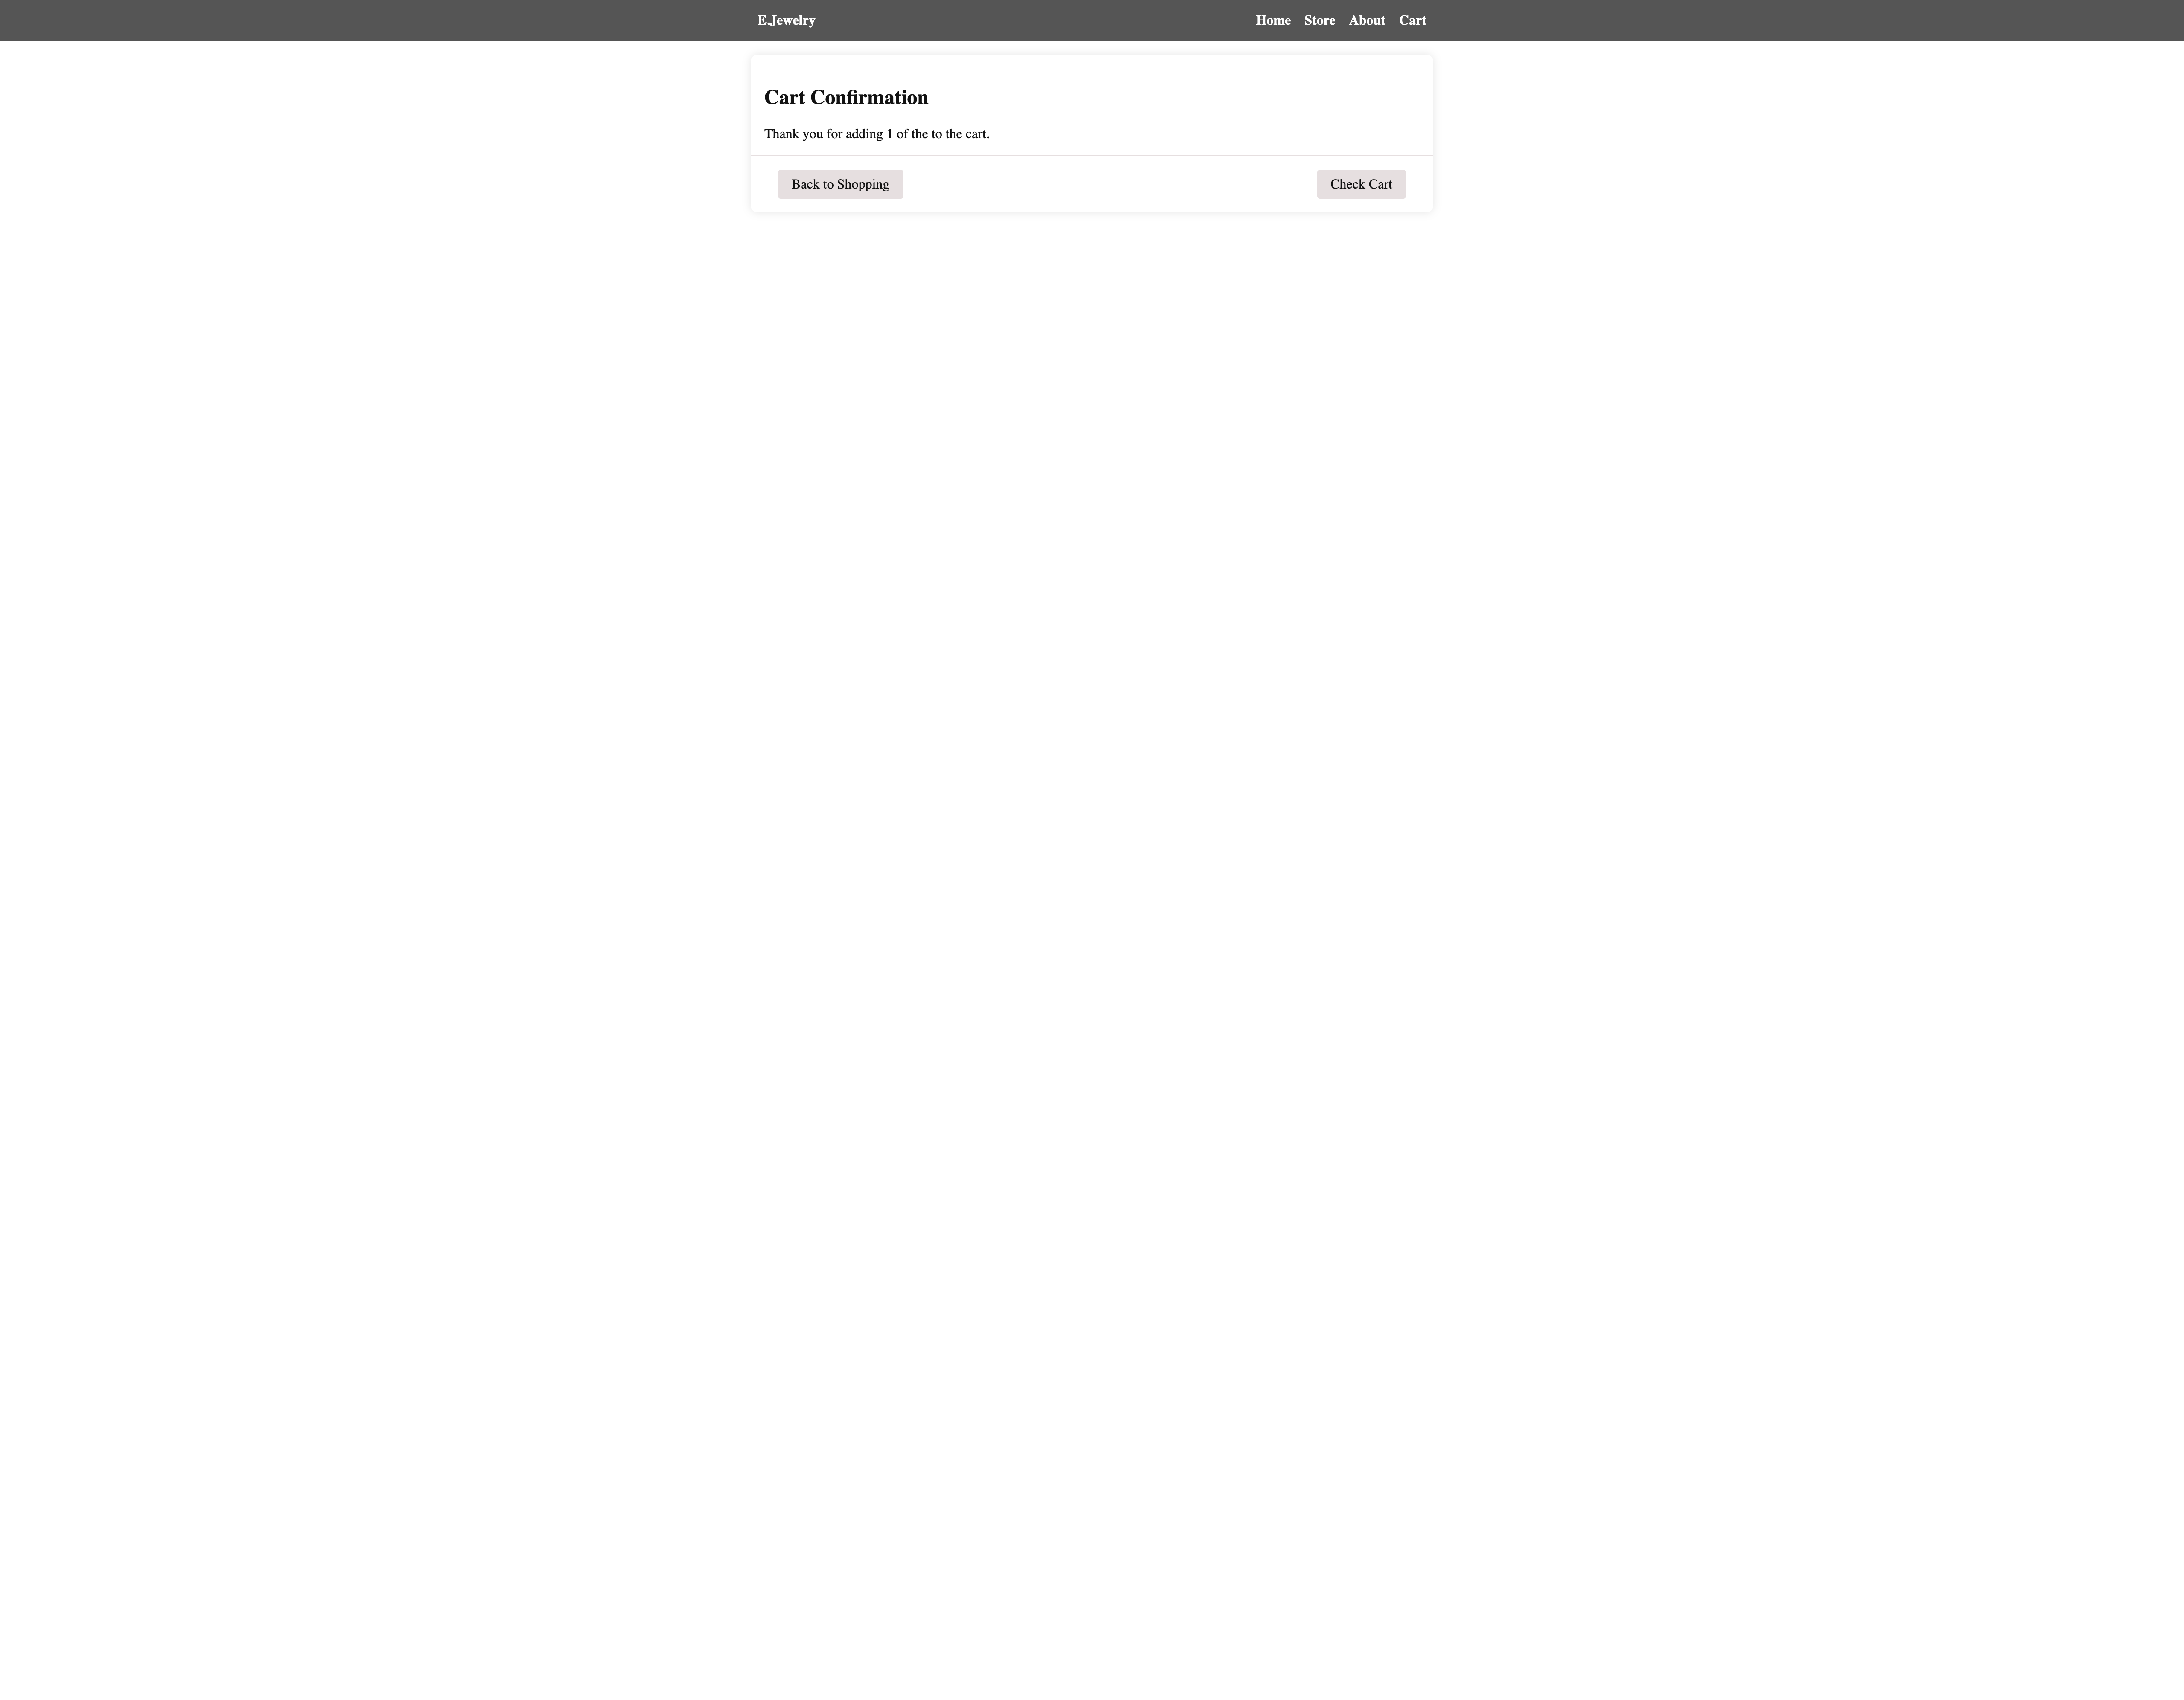 E.Jewelry Home Store About Cart
Cart Confirmation
Thank you for adding 1 of the to the cart.
Back to Shopping Check Cart